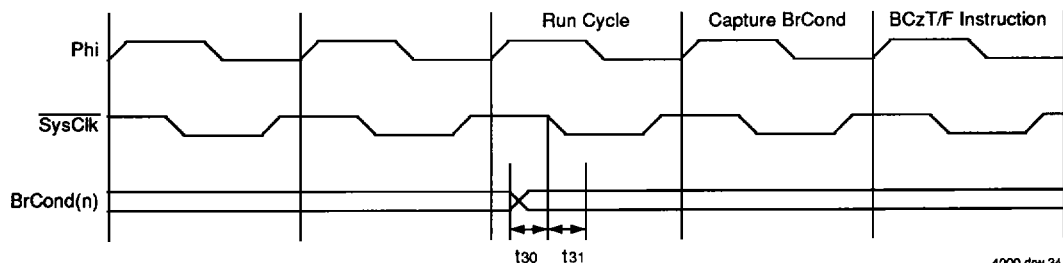 Run Cycle Capture BrCond BCzT/F Instruction
Phi
SysClk
BrCond(n)
t30 t31
4000 drw 34